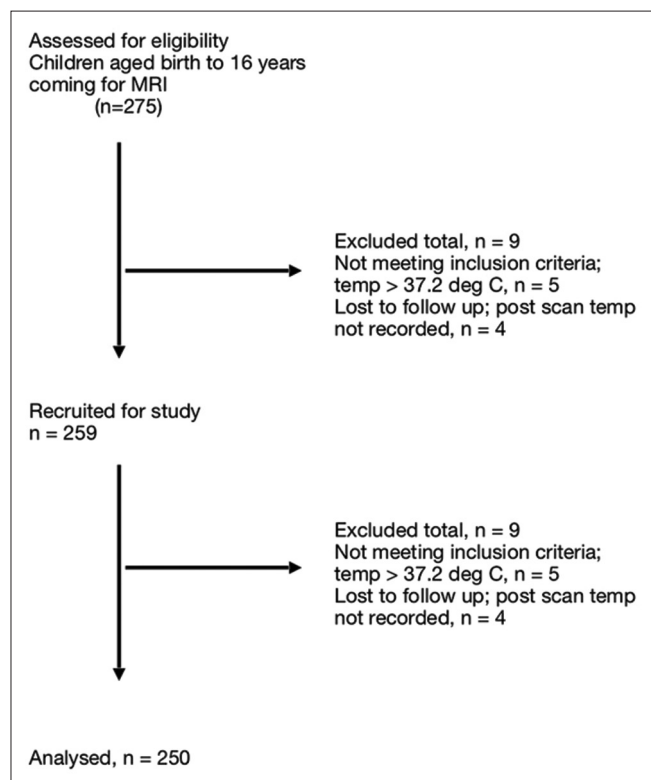 Assessed for eligibility
Children aged birth to 16 years
coming for MRI
(n=275)
Excluded total, n = 9
Not meeting inclusion criteria;
temp > 37.2 deg C, n = 5
Lost to follow up; post scan temp
not recorded, n = 4
Recruited for study
n = 259
Excluded total, n = 9
Not meeting inclusion criteria;
temp > 37.2 deg C, n = 5
Lost to follow up; post scan temp
not recorded, n = 4
Analysed, n = 250